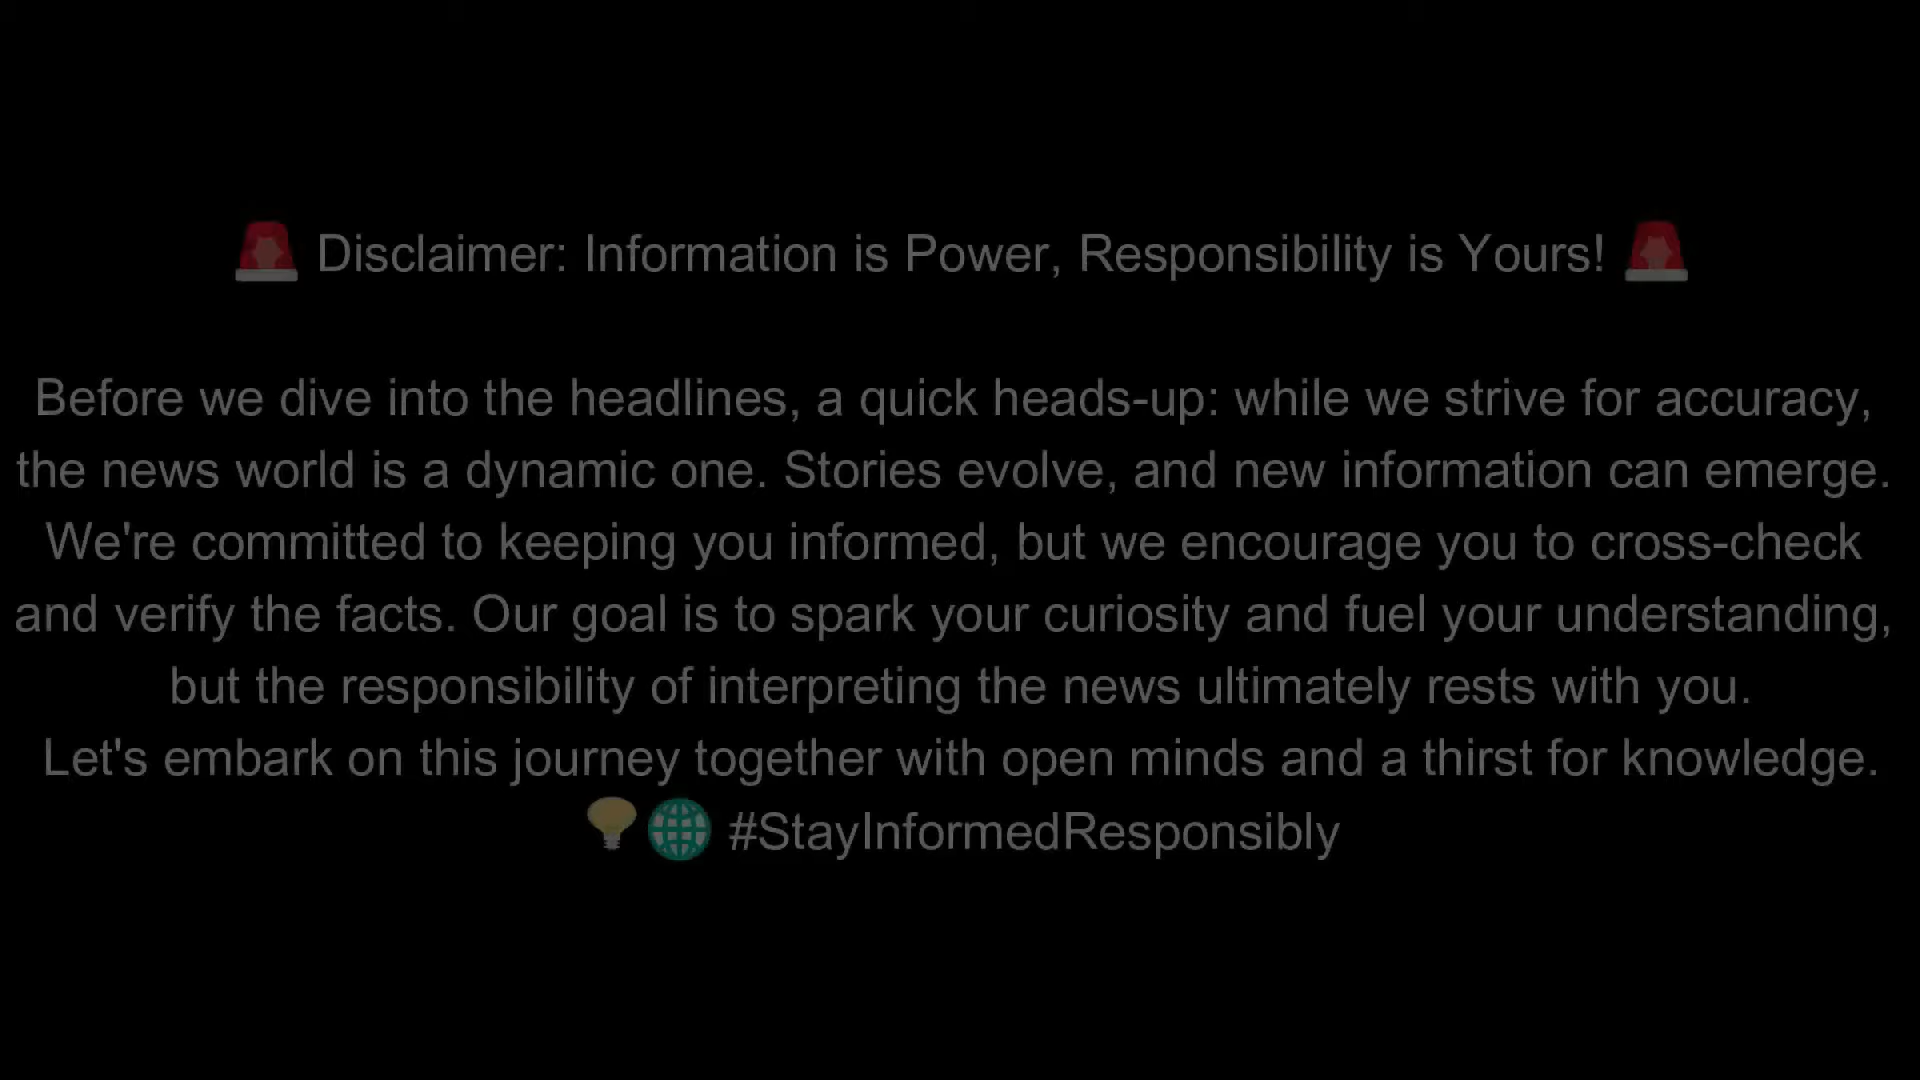 🚨 Disclaimer: Information is Power, Responsibility is Yours! 🚨
Before we dive into the headlines, a quick heads-up: while we strive for accuracy,
the news world is a dynamic one. Stories evolve, and new information can emerge.
We're committed to keeping you informed, but we encourage you to cross-check
and verify the facts. Our goal is to spark your curiosity and fuel your understanding,
but the responsibility of interpreting the news ultimately rests with you.
Let's embark on this journey together with open minds and a thirst for knowledge.
💡🌐 #StayInformedResponsibly